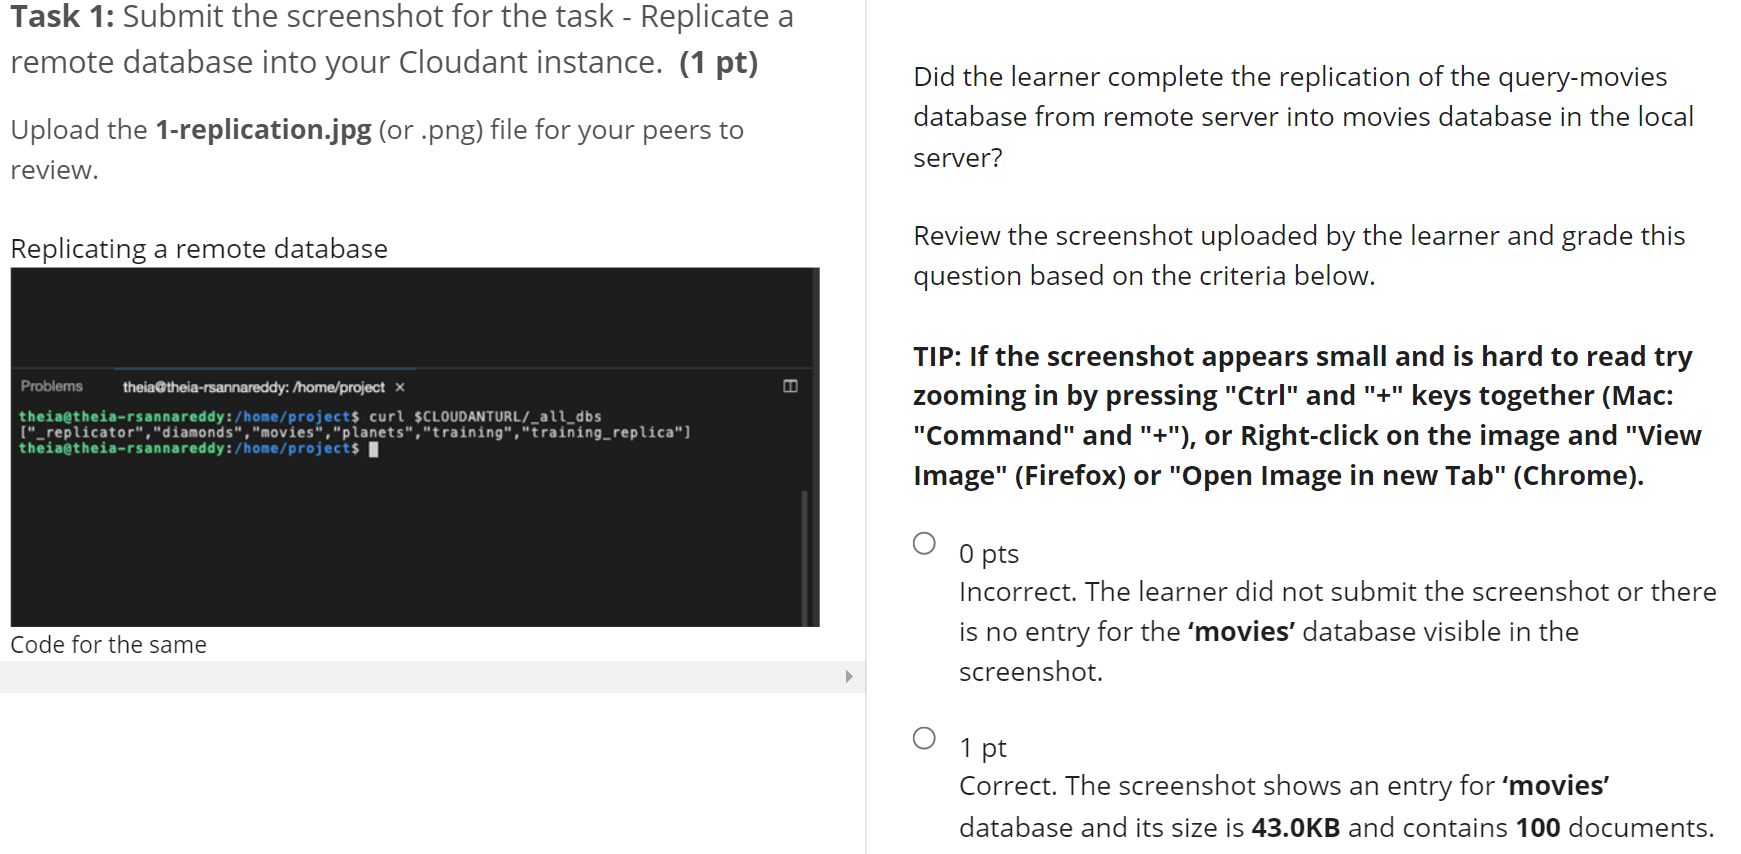 Task 1: Submit the screenshot for the task - Replicate a
remote database into your Cloudant instance. (1 pt)
Upload the 1-replication.jpg (or .png) file for your peers to
review.
Replicating a remote database
Problems theia@theia-rsannareddy: /home/project ×
theia@theia-rsannareddy:/home/project$ curl $CLOUDANTURL/_all_dbs
["_replicator","diamonds","movies","planets","training","training_replica"]
theia@theia-rsannareddy:/home/project$
Code for the same
Did the learner complete the replication of the query-movies
database from remote server into movies database in the local
server?
Review the screenshot uploaded by the learner and grade this
question based on the criteria below.
TIP: If the screenshot appears small and is hard to read try
zooming in by pressing "Ctrl" and "+" keys together (Mac:
"Command" and "+"), or Right-click on the image and "View
Image" (Firefox) or "Open Image in new Tab" (Chrome).
0 pts
Incorrect. The learner did not submit the screenshot or there
is no entry for the ‘movies’ database visible in the
screenshot.
1 pt
Correct. The screenshot shows an entry for ‘movies’
database and its size is 43.0KB and contains 100 documents.